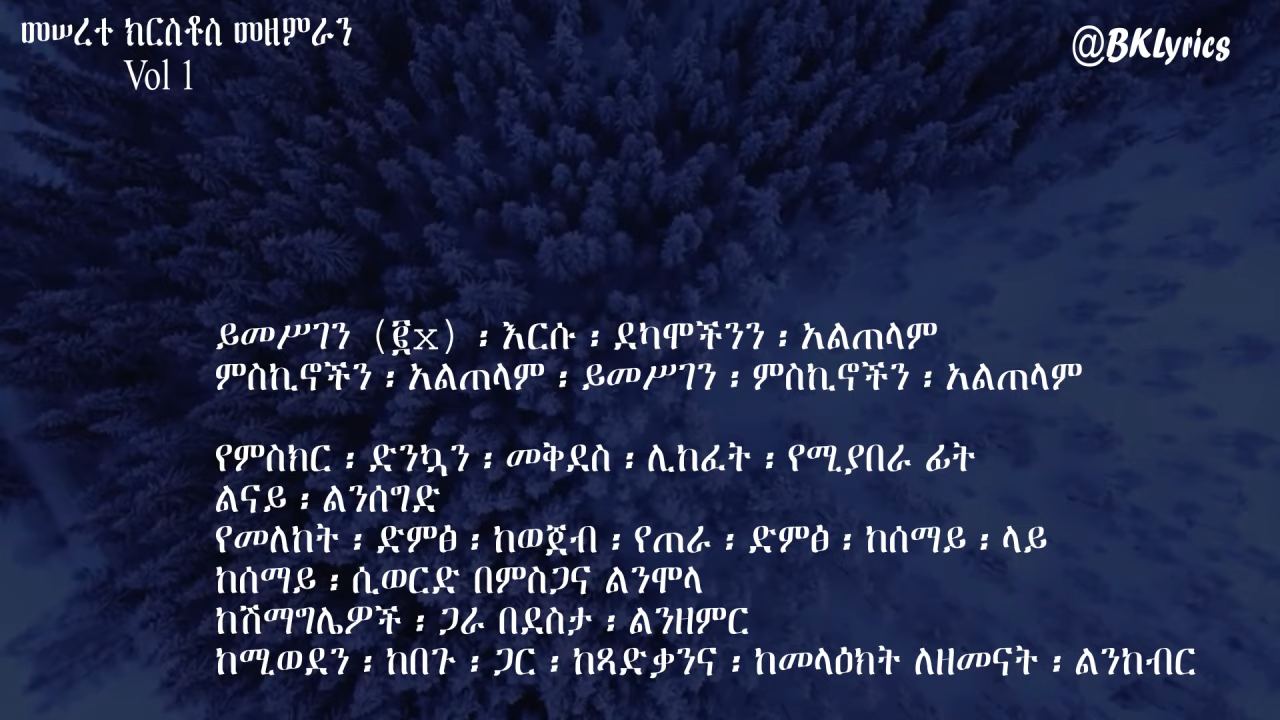 መሠረተ ክርስቶስ መዘምራን
Vol 1
@BKLyrics
ይመሥገን (፪x) ፡ እርሱ ፡ ደካሞችንን ፡ አልጠላም
ምስኪኖችን ፡ አልጠላም ፡ ይመሥገን ፡ ምስኪኖችን ፡ አልጠላም
የምስክር ፡ ድንኳን ፡ መቅደስ ፡ ሊከፈት ፡ የሚያበራ ፊት
ልናይ ፡ ልንሰግድ
የመለከት ፡ ድምፅ ፡ ከወጀብ ፡ የጠራ ፡ ድምፅ ፡ ከሰማይ ፡ ላይ
ከሰማይ ፡ ሲወርድ በምስጋና ልንሞላ
ከሽማግሌዎች ፡ ጋራ በደስታ ፡ ልንዘምር
ከሚወደን ፡ ከበጉ ፡ ጋር ፡ ከጻድቃንና ፡ ከመላዕክት ለዘመናት ፡ ልንከብር